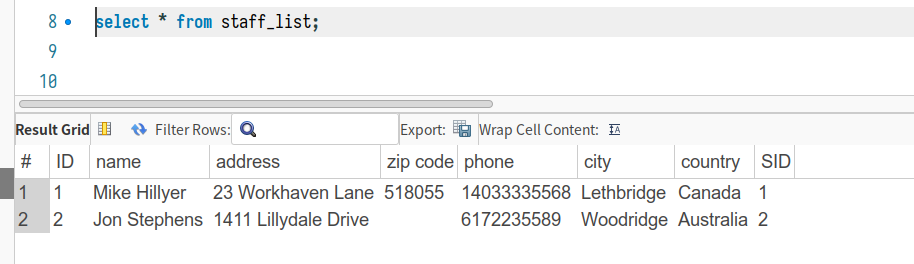 8 select * from staff_list;
9
10
Result Grid Filter Rows: Export: Wrap Cell Content: IA
# ID name address zip code phone city country SID
1 1 Mike Hillyer 23 Workhaven Lane 518055 14033335568 Lethbridge Canada 1
2 2 Jon Stephens 1411 Lillydale Drive 6172235589 Woodridge Australia 2